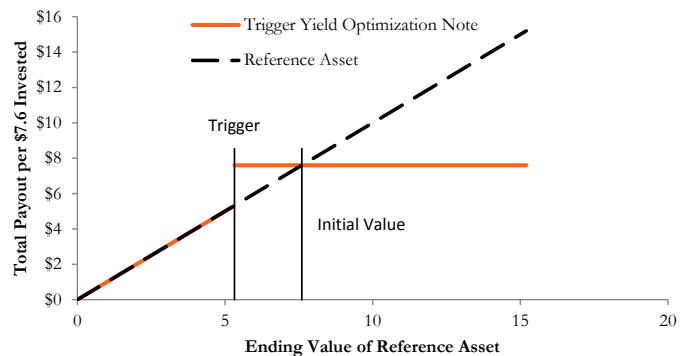 $16
$14
$12
$10
$8
$6
$4
$2
$0
Total Payout per $7.6 Invested
Trigger Yield Optimization Note
Reference Asset
Trigger
Initial Value
0
5
10
15
20
Ending Value of Reference Asset